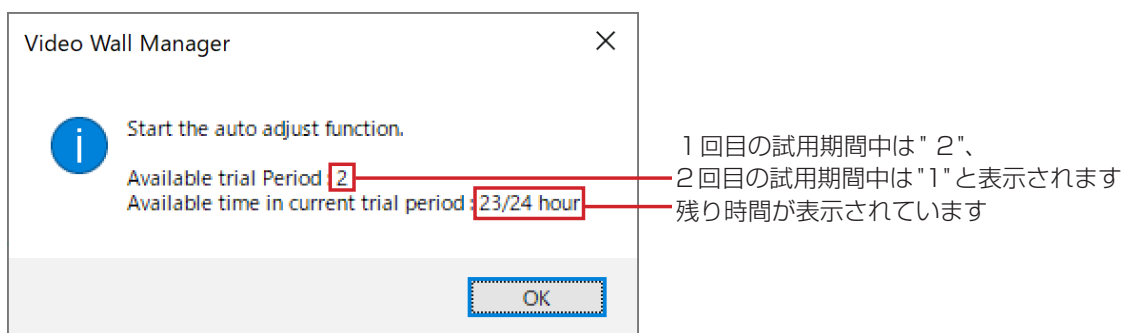 Video Wall Manager
Start the auto adjust function.
Available trial Period : 2
Available time in current trial period : 23/24 hour
OK
1回目の試用期間中は" 2"、
2回目の試用期間中は"1"と表示されます
残り時間が表示されています